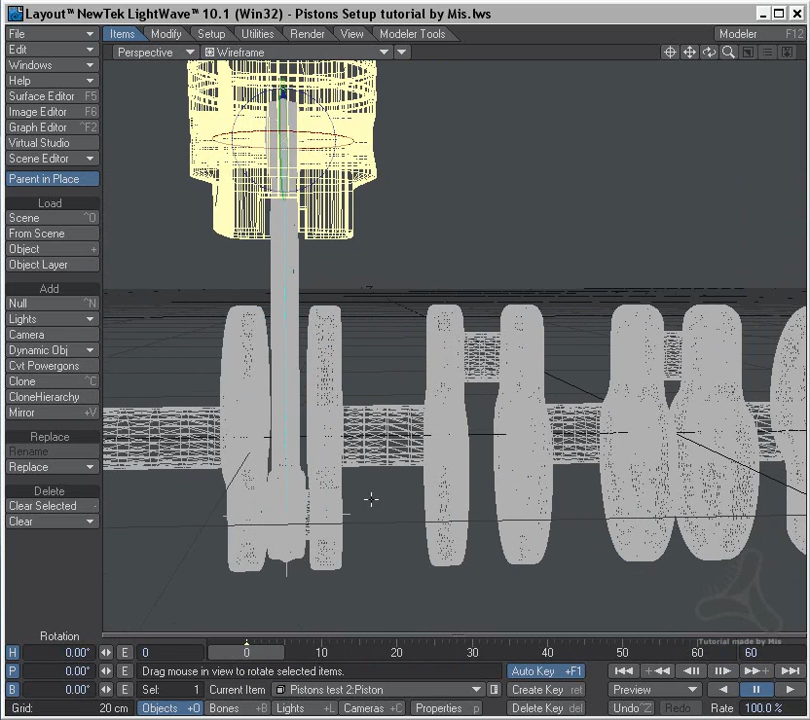 Layout™ NewTek LightWave™ 10.1 (Win32) - Pistons Setup tutorial by Mis.lws
Items Modify Setup Utilities Render View Modeler Tools Modeler F12
File
Perspective Wireframe
Edit
Windows
Help
Surface Editor F5
Image Editor F6
Graph Editor ^F2
Virtual Studio
Scene Editor
Parent in Place
Load
Scene ^O
From Scene
Object +
Object Layer
Add
Null ^N
Lights
Camera
Dynamic Obj
Cvt Powergons
Clone ^C
CloneHierarchy
Mirror +V
Replace
Rename
Replace
Delete
Clear Selected -
Clear
Tutorial made by Mis
Rotation
H 0.00° E 0 0 10 20 30 40 50 60 60
P 0.00° E Drag mouse in view to rotate selected items. Auto Key +F1
B 0.00° E Sel: 1 Current Item Pistons test 2:Piston Create Key ret Preview
Grid: 20 cm Objects +O Bones +B Lights +L Cameras +C Properties p Delete Key del Undo ^Z Redo Rate 100.0 %